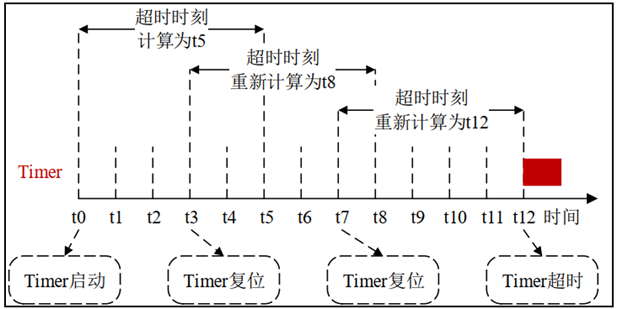 超时时刻
计算为t5
超时时刻
重新计算为t8
超时时刻
重新计算为t12
Timer
t0 t1 t2 t3 t4 t5 t6 t7 t8 t9 t10 t11 t12 时间
Timer启动 Timer复位 Timer复位 Timer超时